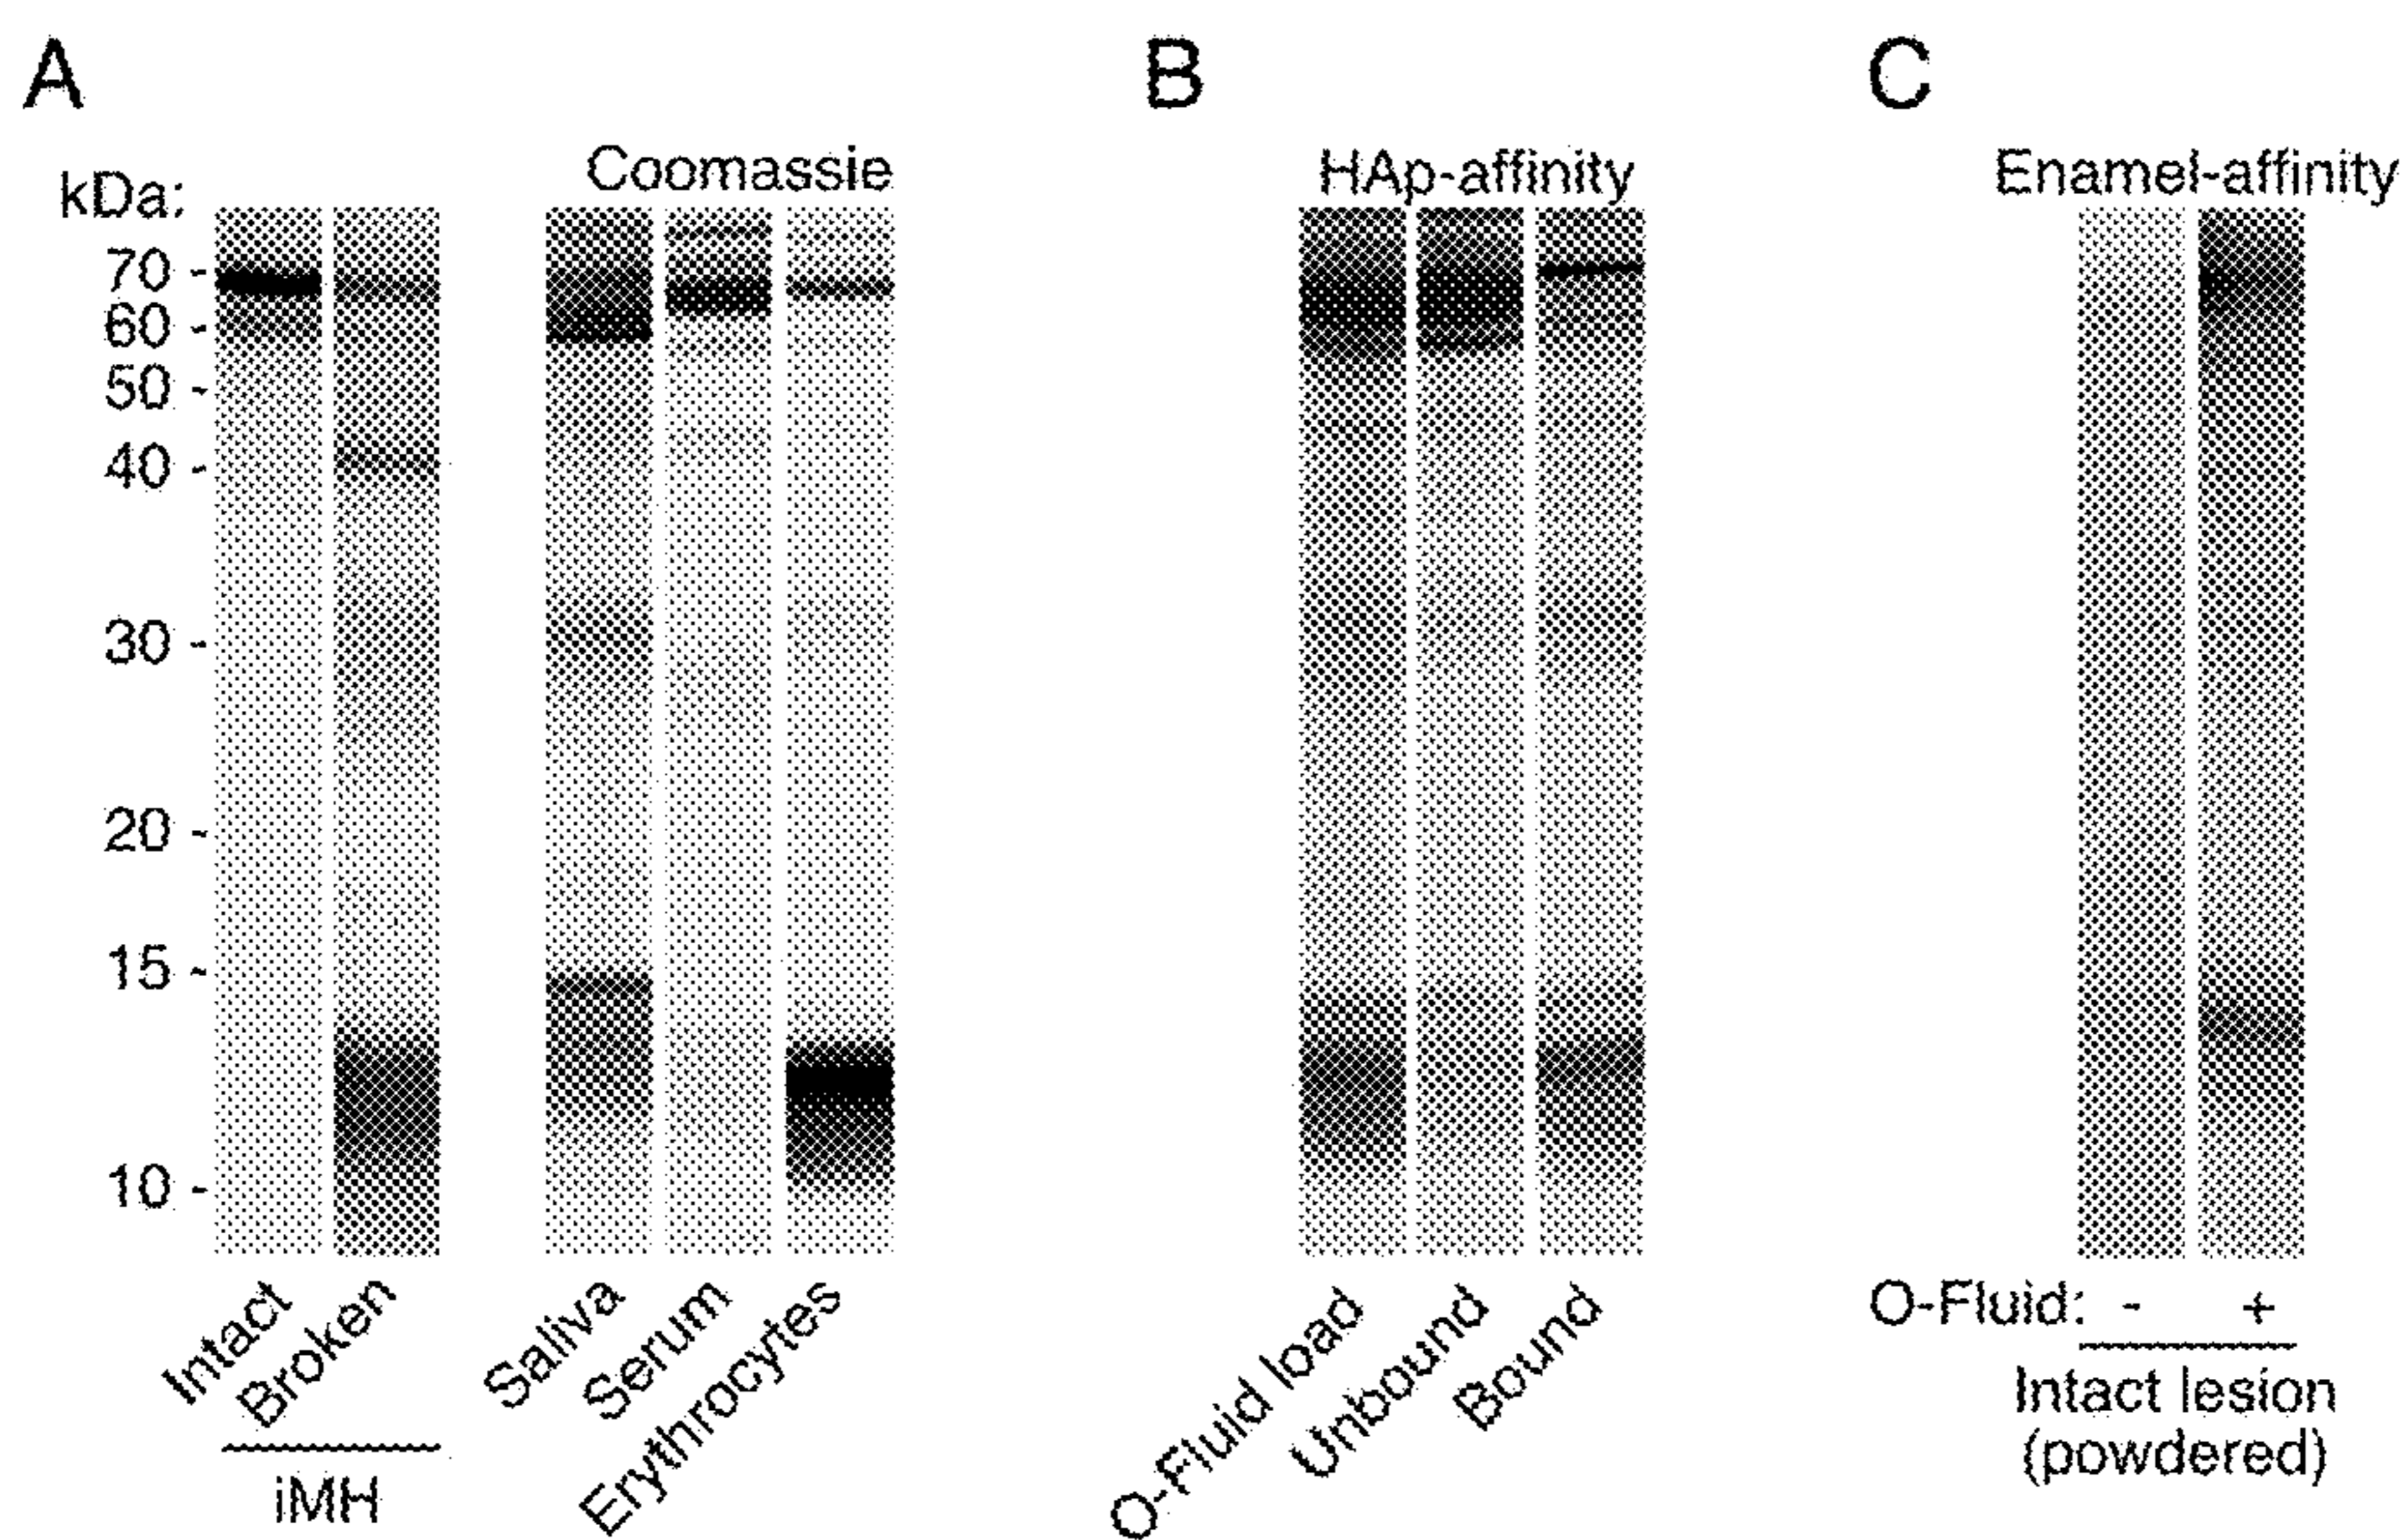 A
B
C
Coomassie
HAp-affinity
Enamel-affinity
kDa:
70 -
60 -
50 -
40 -
30 -
20 -
15 -
10 -
Intact
Broken
iMH
Saliva
Serum
Erythrocytes
O-Fluid load
Unbound
Bound
O-Fluid: - +
Intact lesion
(powdered)